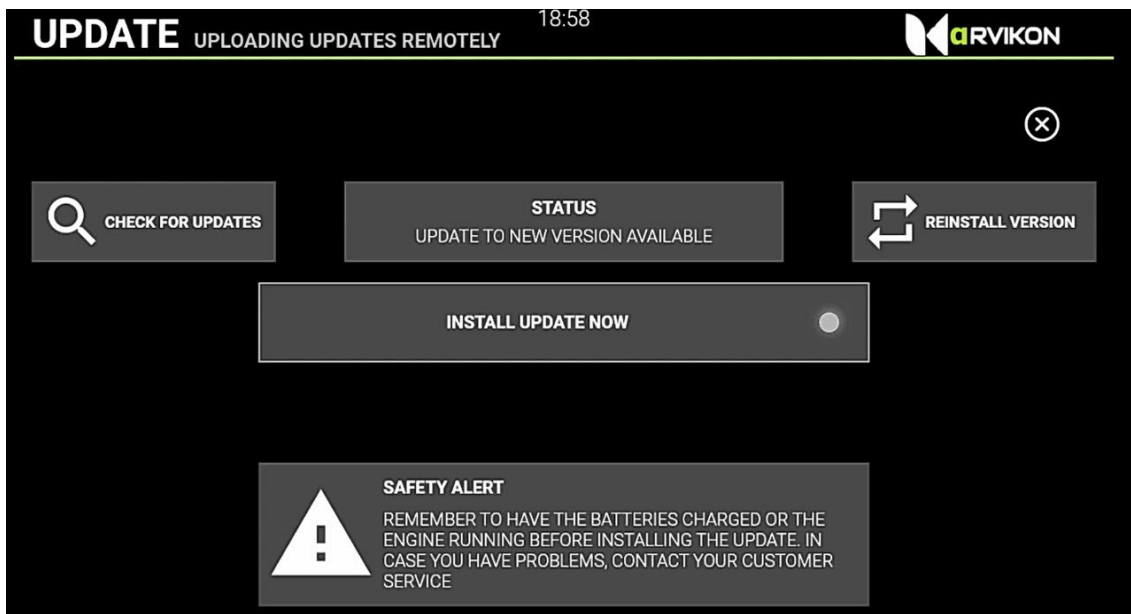 18:58
UPDATE UPLOADING UPDATES REMOTELY
aRVIKON
CHECK FOR UPDATES
STATUS
UPDATE TO NEW VERSION AVAILABLE
REINSTALL VERSION
INSTALL UPDATE NOW
SAFETY ALERT
REMEMBER TO HAVE THE BATTERIES CHARGED OR THE
ENGINE RUNNING BEFORE INSTALLING THE UPDATE. IN
CASE YOU HAVE PROBLEMS, CONTACT YOUR CUSTOMER
SERVICE